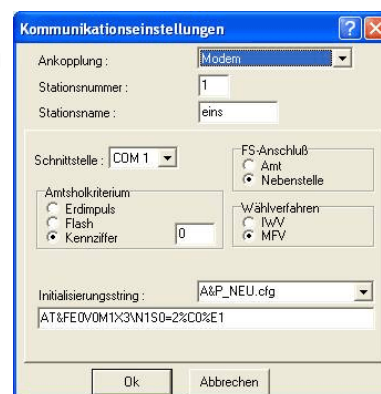 Kommunikationseinstellungen
Ankopplung : Modem
Stationsnummer : 1
Stationsname : eins
Schnittstelle : COM 1
FS-Anschluß
Amt
Nebenstelle
Amtsholkriterium
Erdimpuls
Flash
Kennziffer 0
Wählverfahren
IWV
MFV
Initialisierungsstring : A&P_NEU.cfg
AT&FE0V0M1X3\N1S0=2%C0%E1
Ok Abbrechen